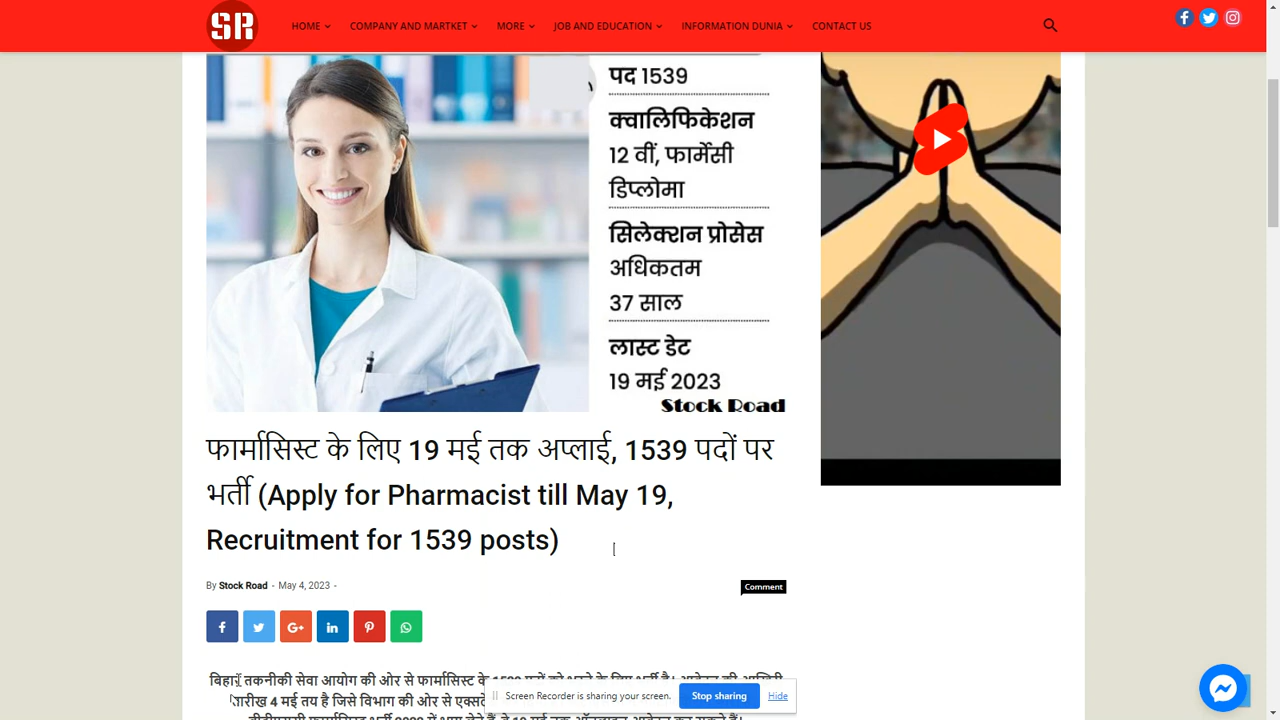 SR
HOME
COMPANY AND MARTKET
MORE
JOB AND EDUCATION
INFORMATION DUNIA
CONTACT US
पद 1539
क्वालिफिकेशन
12 वीं, फार्मेसी
डिप्लोमा
सिलेक्शन प्रोसेस
अधिकतम
37 साल
लास्ट डेट
19 मई 2023
Stock Road
फार्मासिस्ट के लिए 19 मई तक अप्लाई, 1539 पदों पर
भर्ती (Apply for Pharmacist till May 19,
Recruitment for 1539 posts)
By Stock Road - May 4, 2023 -
Comment
बिहार तकनीकी सेवा आयोग की ओर से फार्मासिस्ट के
तारीख 4 मई तय है जिसे विभाग की ओर से
Screen Recorder is sharing your screen.
Stop sharing
Hide